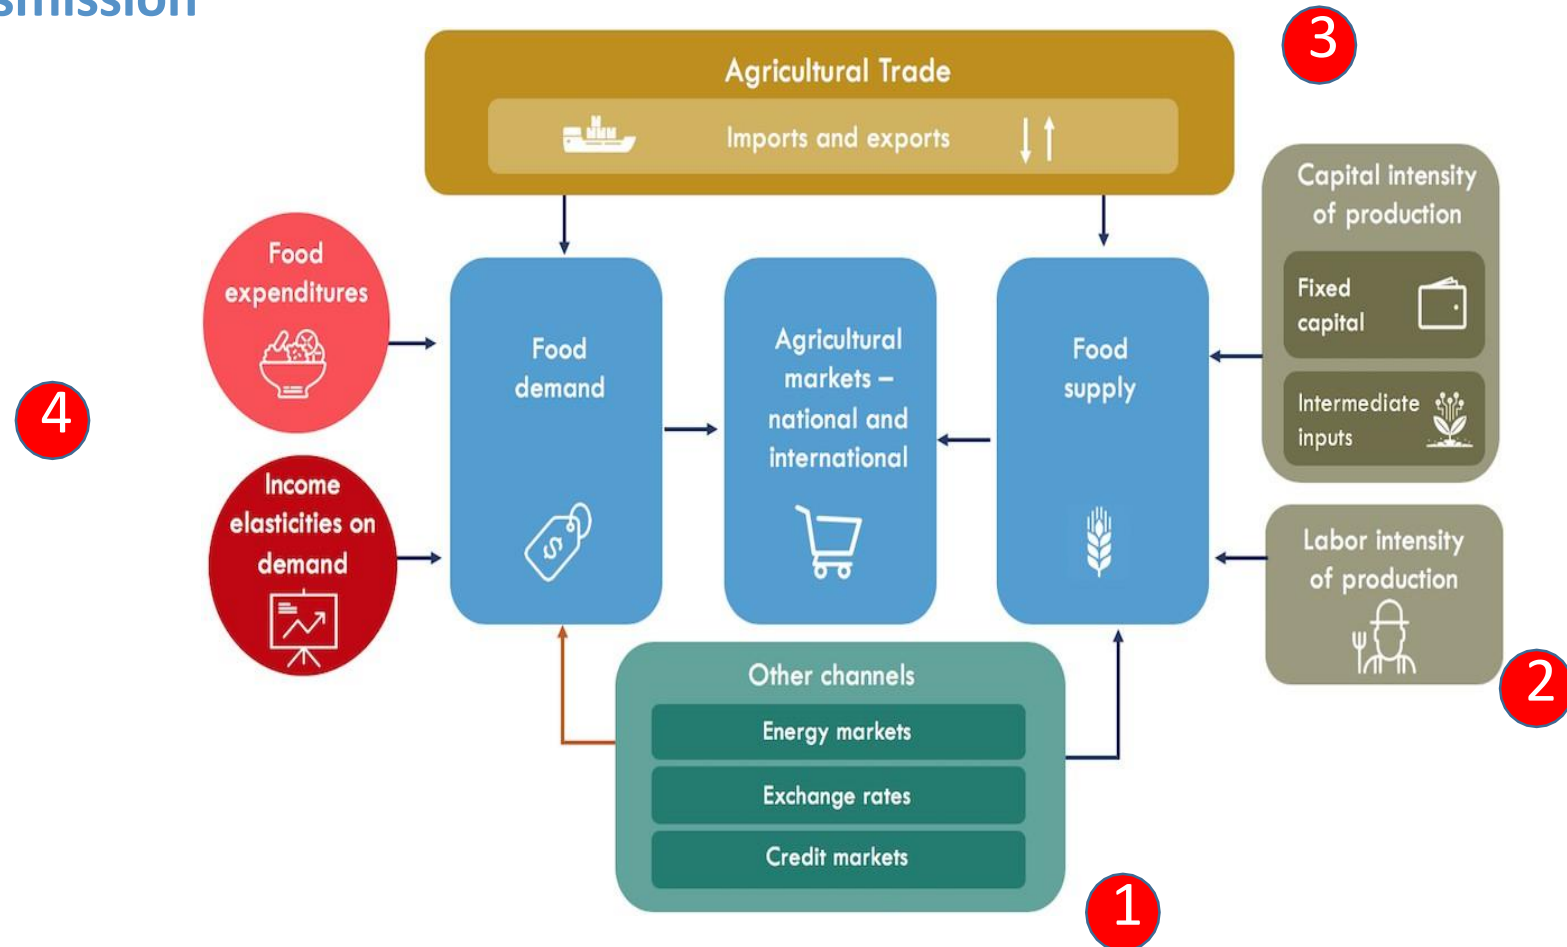 smission
3
Agricultural Trade
Imports and exports
Capital intensity
of production
Fixed
capital
Intermediate
inputs
Food
expenditures
Food
demand
Agricultural
markets –
national and
international
Food
supply
4
Income
elasticities on
demand
$
Labor intensity
of production
2
Other channels
Energy markets
Exchange rates
Credit markets
1